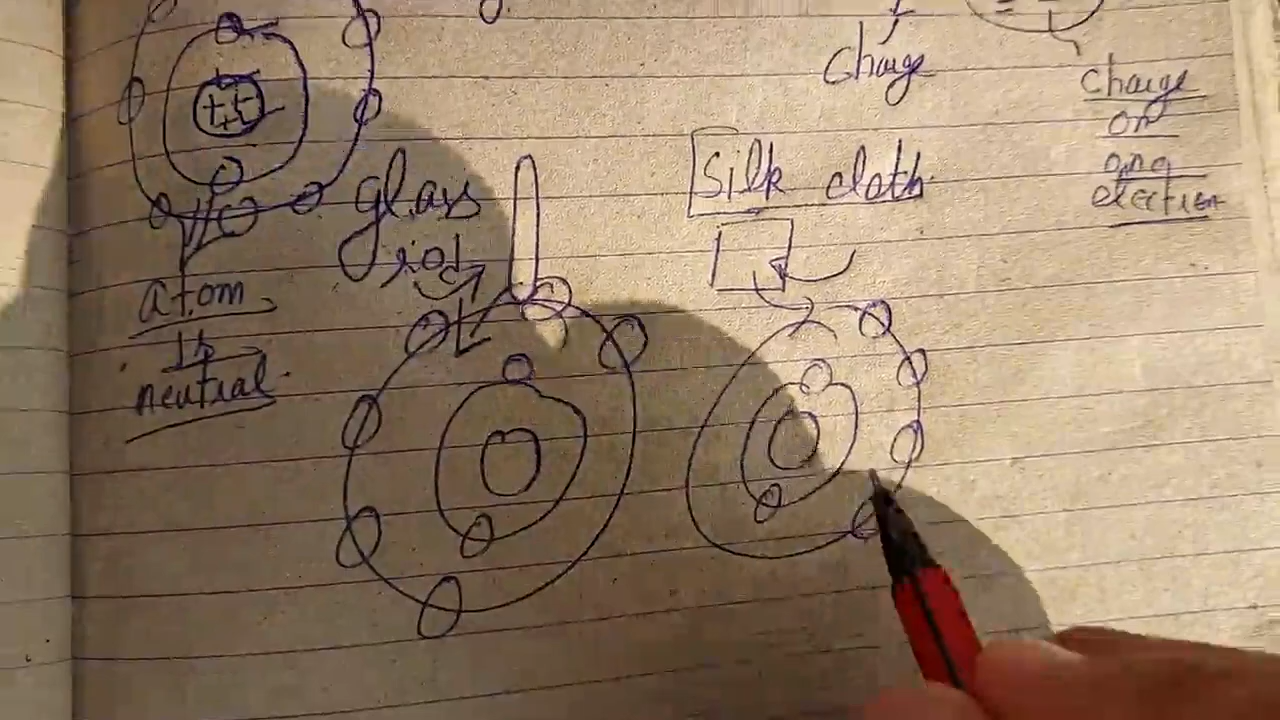 ++
+
atom
is
neutral
glass
rod
Charge
Silk cloth
Charge
on
one
electron